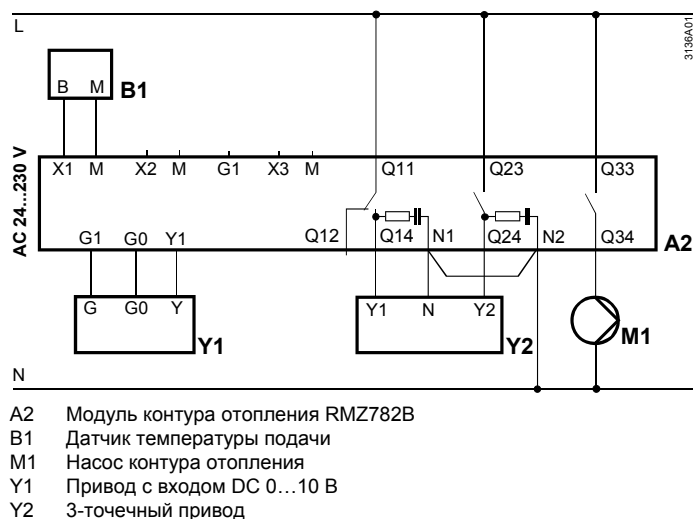 L
3136A01
B M B1
AC 24...230 V
X1 M X2 M G1 X3 M Q11 Q23 Q33
G1 G0 Y1 Q12 Q14 N1 Q24 N2 Q34 A2
G G0 Y Y1
Y1 N Y2 Y2
M1
N
A2 Модуль контура отопления RMZ782B
B1 Датчик температуры подачи
M1 Насос контура отопления
Y1 Привод с входом DC 0…10 В
Y2 3-точечный привод